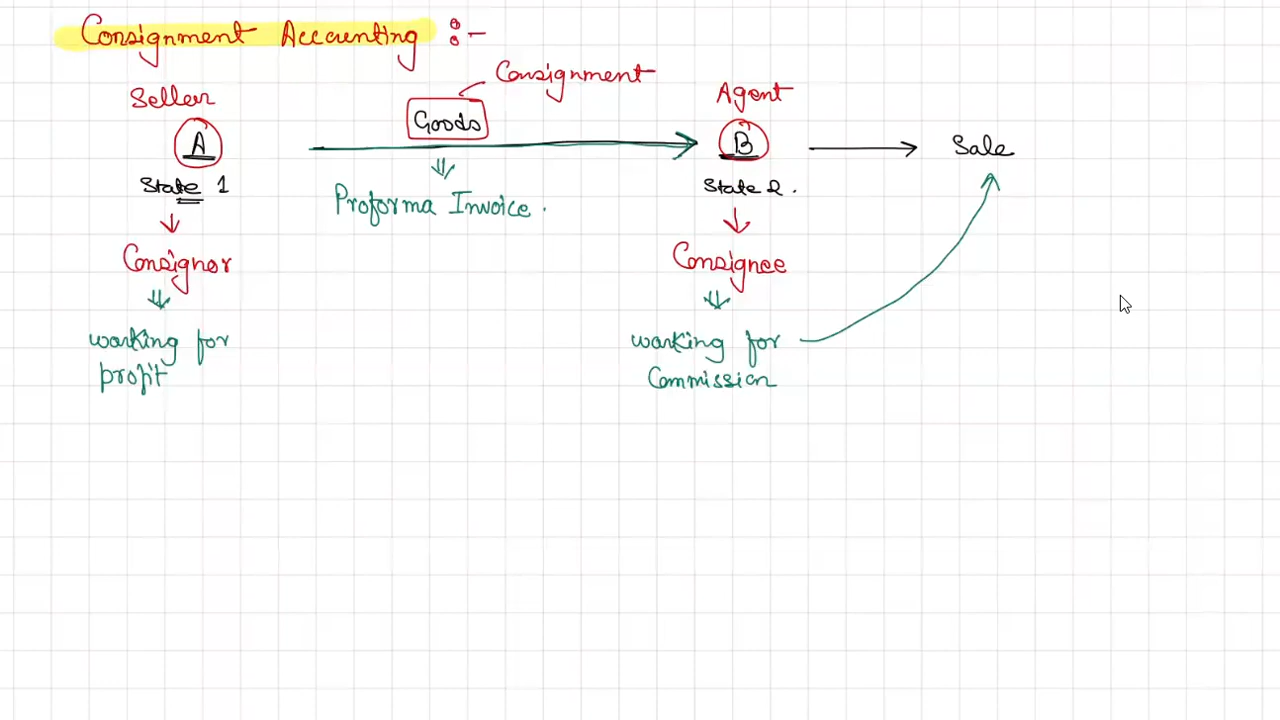 Consignment Accounting :-
Consignment
Seller
Goods
Agent
A
B
Sale
State 1
State 2.
Proforma Invoice.
Consignor
Consignee
working for
profit
working for
Commission